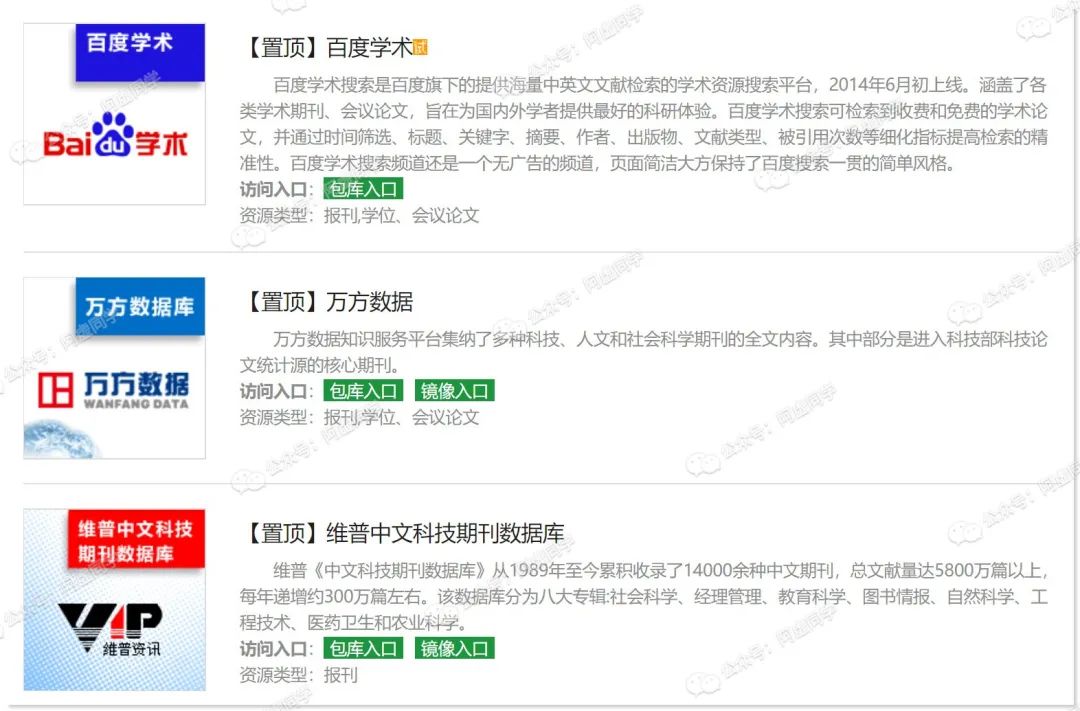 百度学术
Baidu学术
【置顶】百度学术试
百度学术搜索是百度旗下的提供海量中英文文献检索的学术资源搜索平台，2014年6月初上线。涵盖了各
类学术期刊、会议论文，旨在为国内外学者提供最好的科研体验。百度学术搜索可检索到收费和免费的学术论
文，并通过时间筛选、标题、关键字、摘要、作者、出版物、文献类型、被引用次数等细化指标提高检索的精
准性。百度学术搜索频道还是一个无广告的频道，页面简洁大方保持了百度搜索一贯的简单风格。
访问入口：包库入口
资源类型：报刊,学位、会议论文
万方数据库
万方数据
WANFANG DATA
【置顶】万方数据
万方数据知识服务平台集纳了多种科技、人文和社会科学期刊的全文内容。其中部分是进入科技部科技论
文统计源的核心期刊。
访问入口：包库入口 镜像入口
资源类型：报刊,学位、会议论文
维普中文科技
期刊数据库
VIP
维普资讯
【置顶】维普中文科技期刊数据库
维普《中文科技期刊数据库》从1989年至今累积收录了14000余种中文期刊，总文献量达5800万篇以上，
每年递增约300万篇左右。该数据库分为八大专辑:社会科学、经理管理、教育科学、图书情报、自然科学、工
程技术、医药卫生和农业科学。
访问入口：包库入口 镜像入口
资源类型：报刊
公众号：阿虚同学